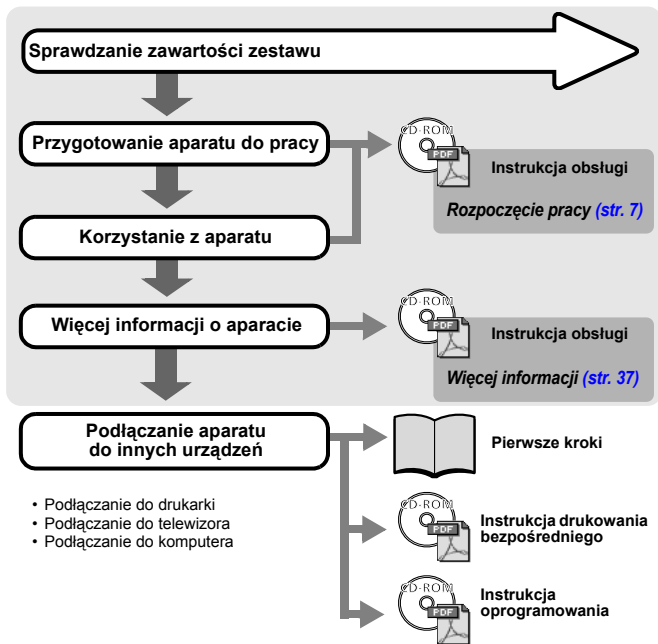 Sprawdzanie zawartości zestawu
Przygotowanie aparatu do pracy
CD-ROM
PDF
Instrukcja obsługi
Rozpoczęcie pracy (str. 7)
Korzystanie z aparatu
Więcej informacji o aparacie
CD-ROM
PDF
Instrukcja obsługi
Więcej informacji (str. 37)
Podłączanie aparatu
do innych urządzeń
Pierwsze kroki
• Podłączanie do drukarki
• Podłączanie do telewizora
• Podłączanie do komputera
CD-ROM
PDF
Instrukcja drukowania
bezpośredniego
CD-ROM
PDF
Instrukcja
oprogramowania